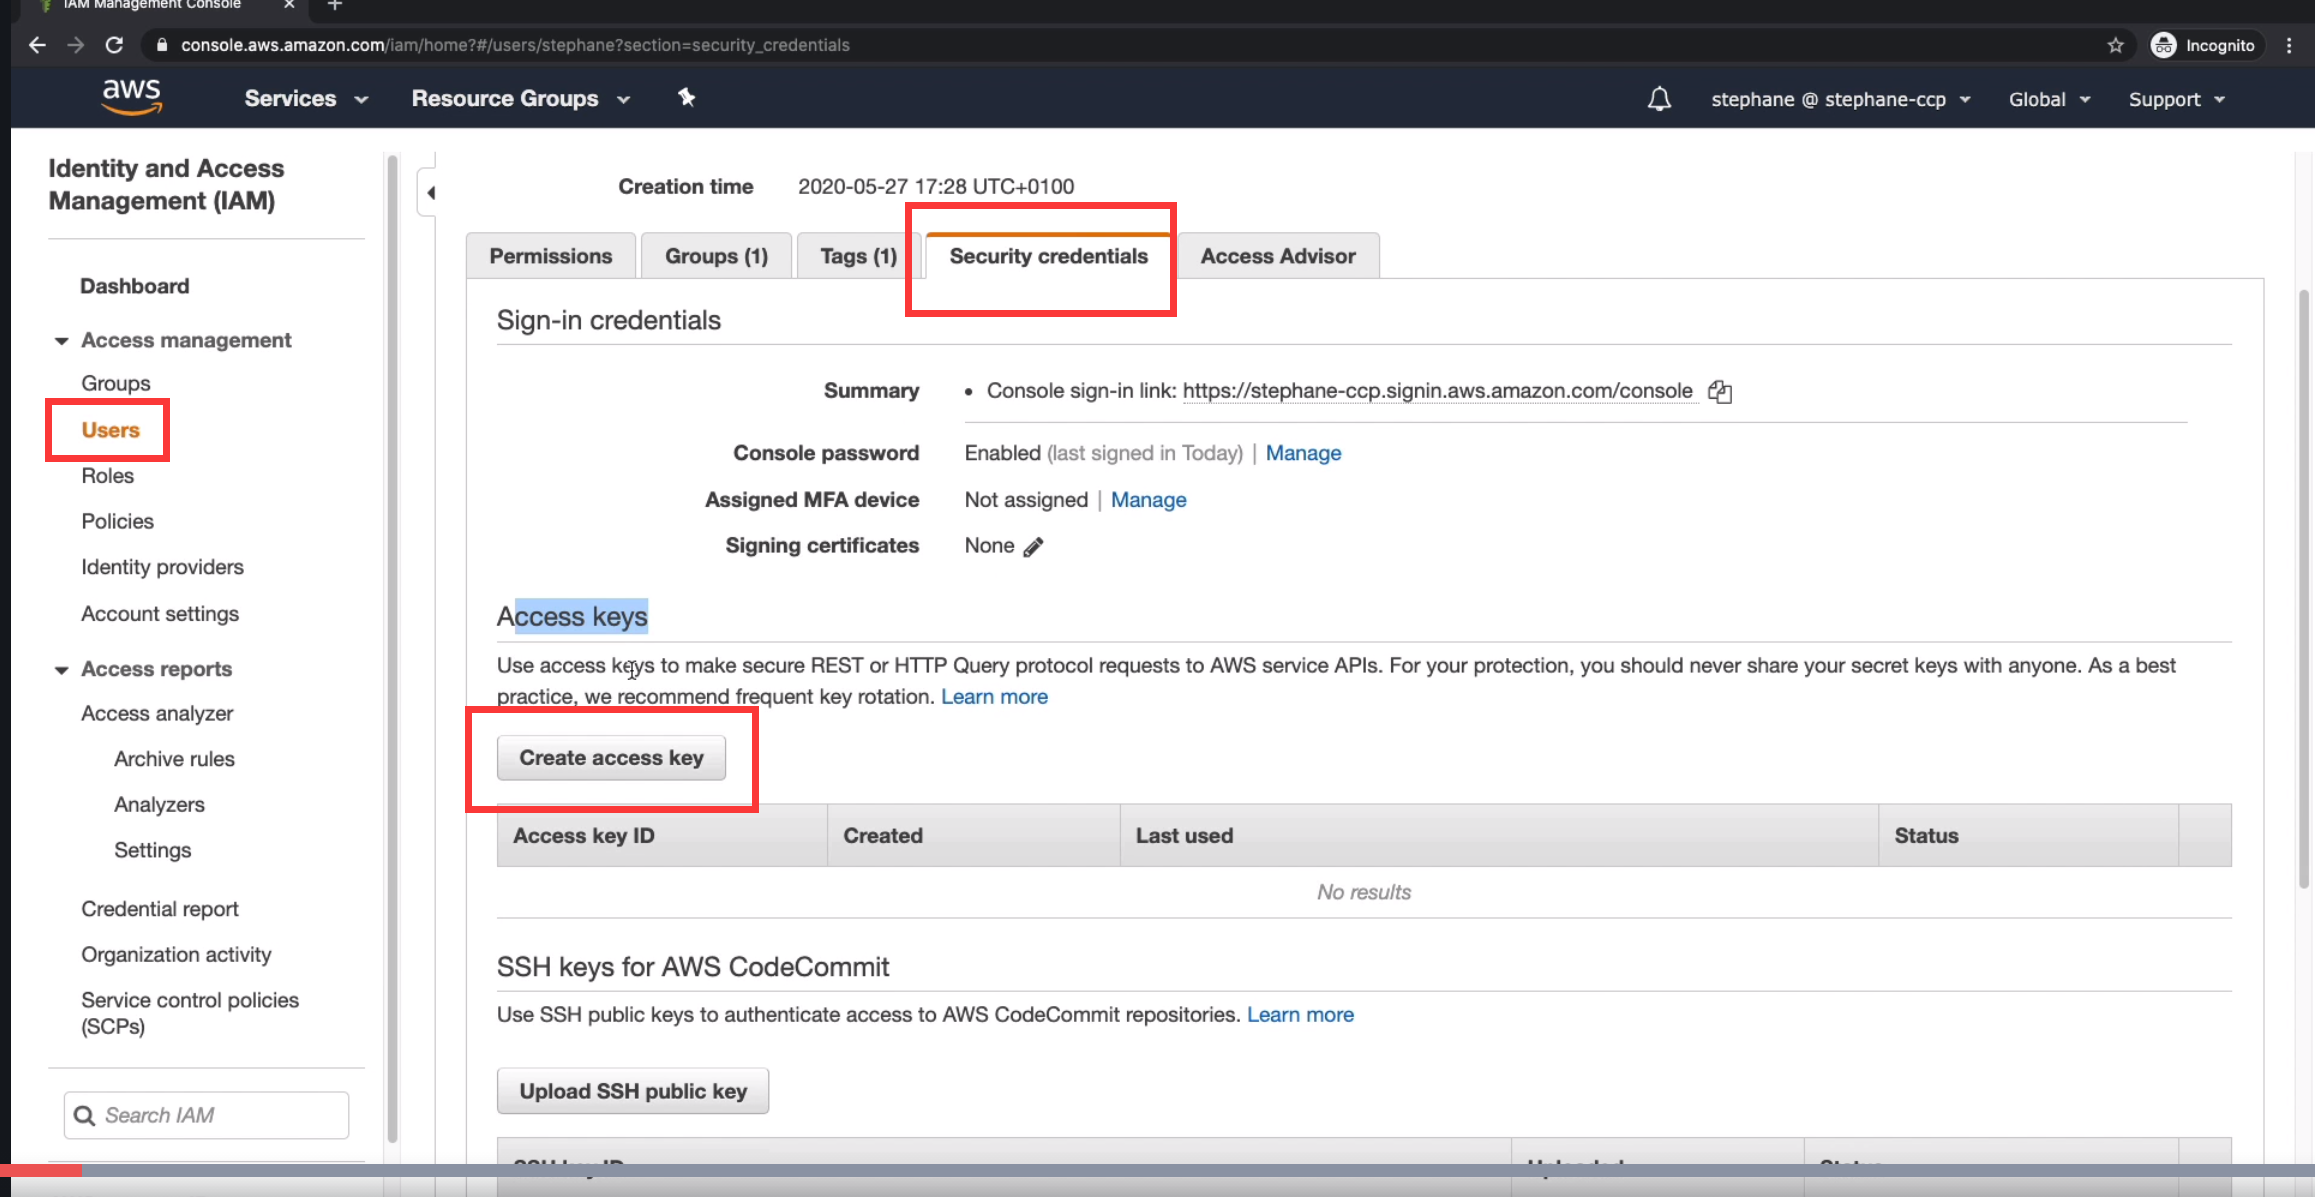 IAM Management Console
console.aws.amazon.com/iam/home?#/users/stephane?section=security_credentials
Incognito
aws
Services
Resource Groups
stephane @ stephane-ccp
Global
Support
Identity and Access
Management (IAM)
Dashboard
Access management
Groups
Users
Roles
Policies
Identity providers
Account settings
Access reports
Access analyzer
Archive rules
Analyzers
Settings
Credential report
Organization activity
Service control policies
(SCPs)
Search IAM
Creation time 2020-05-27 17:28 UTC+0100
Permissions
Groups (1)
Tags (1)
Security credentials
Access Advisor
Sign-in credentials
Summary • Console sign-in link: https://stephane-ccp.signin.aws.amazon.com/console
Console password Enabled (last signed in Today) | Manage
Assigned MFA device Not assigned | Manage
Signing certificates None
Access keys
Use access keys to make secure REST or HTTP Query protocol requests to AWS service APIs. For your protection, you should never share your secret keys with anyone. As a best
practice, we recommend frequent key rotation. Learn more
Create access key
Access key ID Created Last used Status
No results
SSH keys for AWS CodeCommit
Use SSH public keys to authenticate access to AWS CodeCommit repositories. Learn more
Upload SSH public key